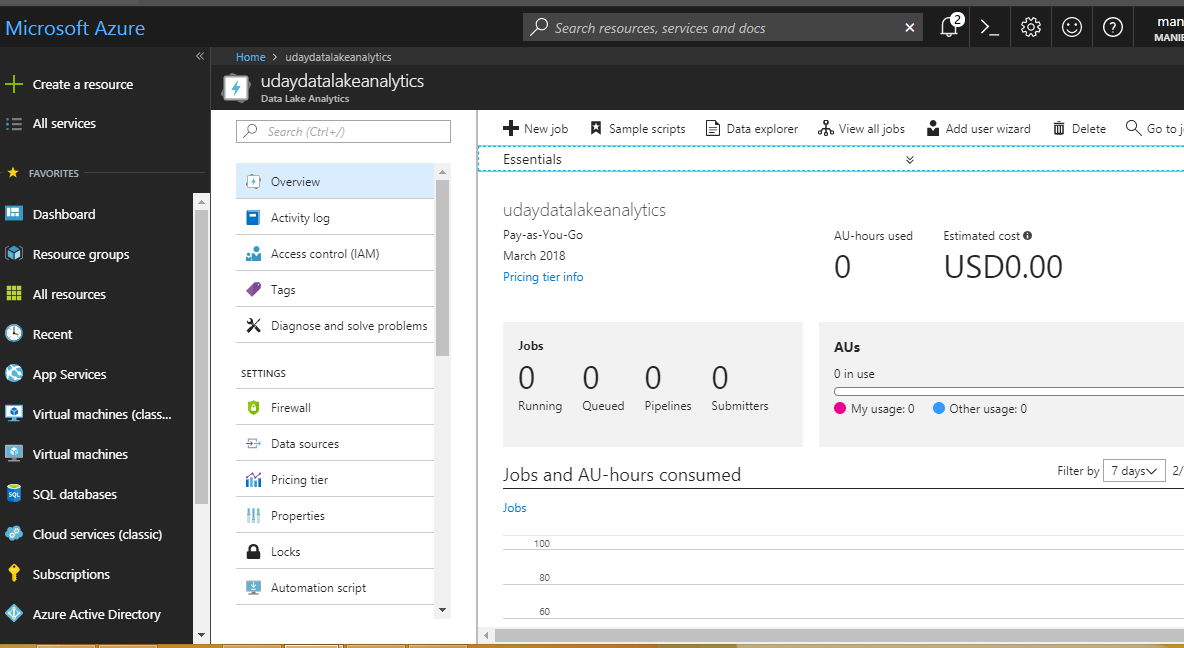 Microsoft Azure
Search resources, services and docs
2
man
MANIE
Home > udaydatalakeanalytics
udaydatalakeanalytics
Data Lake Analytics
Create a resource
All services
FAVORITES
Dashboard
Resource groups
All resources
Recent
App Services
Virtual machines (class...
Virtual machines
SQL
SQL databases
Cloud services (classic)
Subscriptions
Azure Active Directory
Search (Ctrl+/)
Overview
Activity log
Access control (IAM)
Tags
Diagnose and solve problems
SETTINGS
Firewall
Data sources
Pricing tier
Properties
Locks
Automation script
New job Sample scripts Data explorer View all jobs Add user wizard Delete Go to j
Essentials
udaydatalakeanalytics
Pay-as-You-Go
March 2018
Pricing tier info
AU-hours used
0
Estimated cost
USD0.00
Jobs
0 0 0 0
Running Queued Pipelines Submitters
AUs
0 in use
My usage: 0 Other usage: 0
Jobs and AU-hours consumed
Filter by 7 days 2/
Jobs
100
80
60